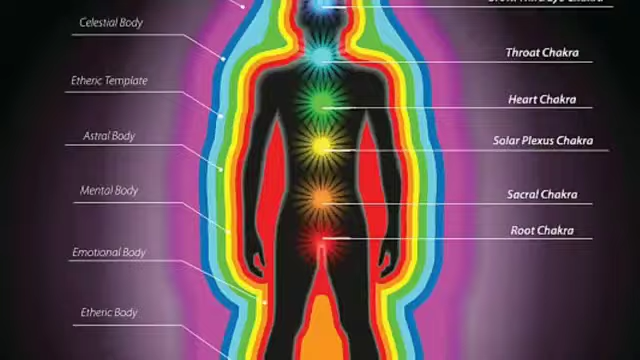 Celestial Body
Etheric Template
Astral Body
Mental Body
Emotional Body
Etheric Body
Throat Chakra
Heart Chakra
Solar Plexus Chakra
Sacral Chakra
Root Chakra